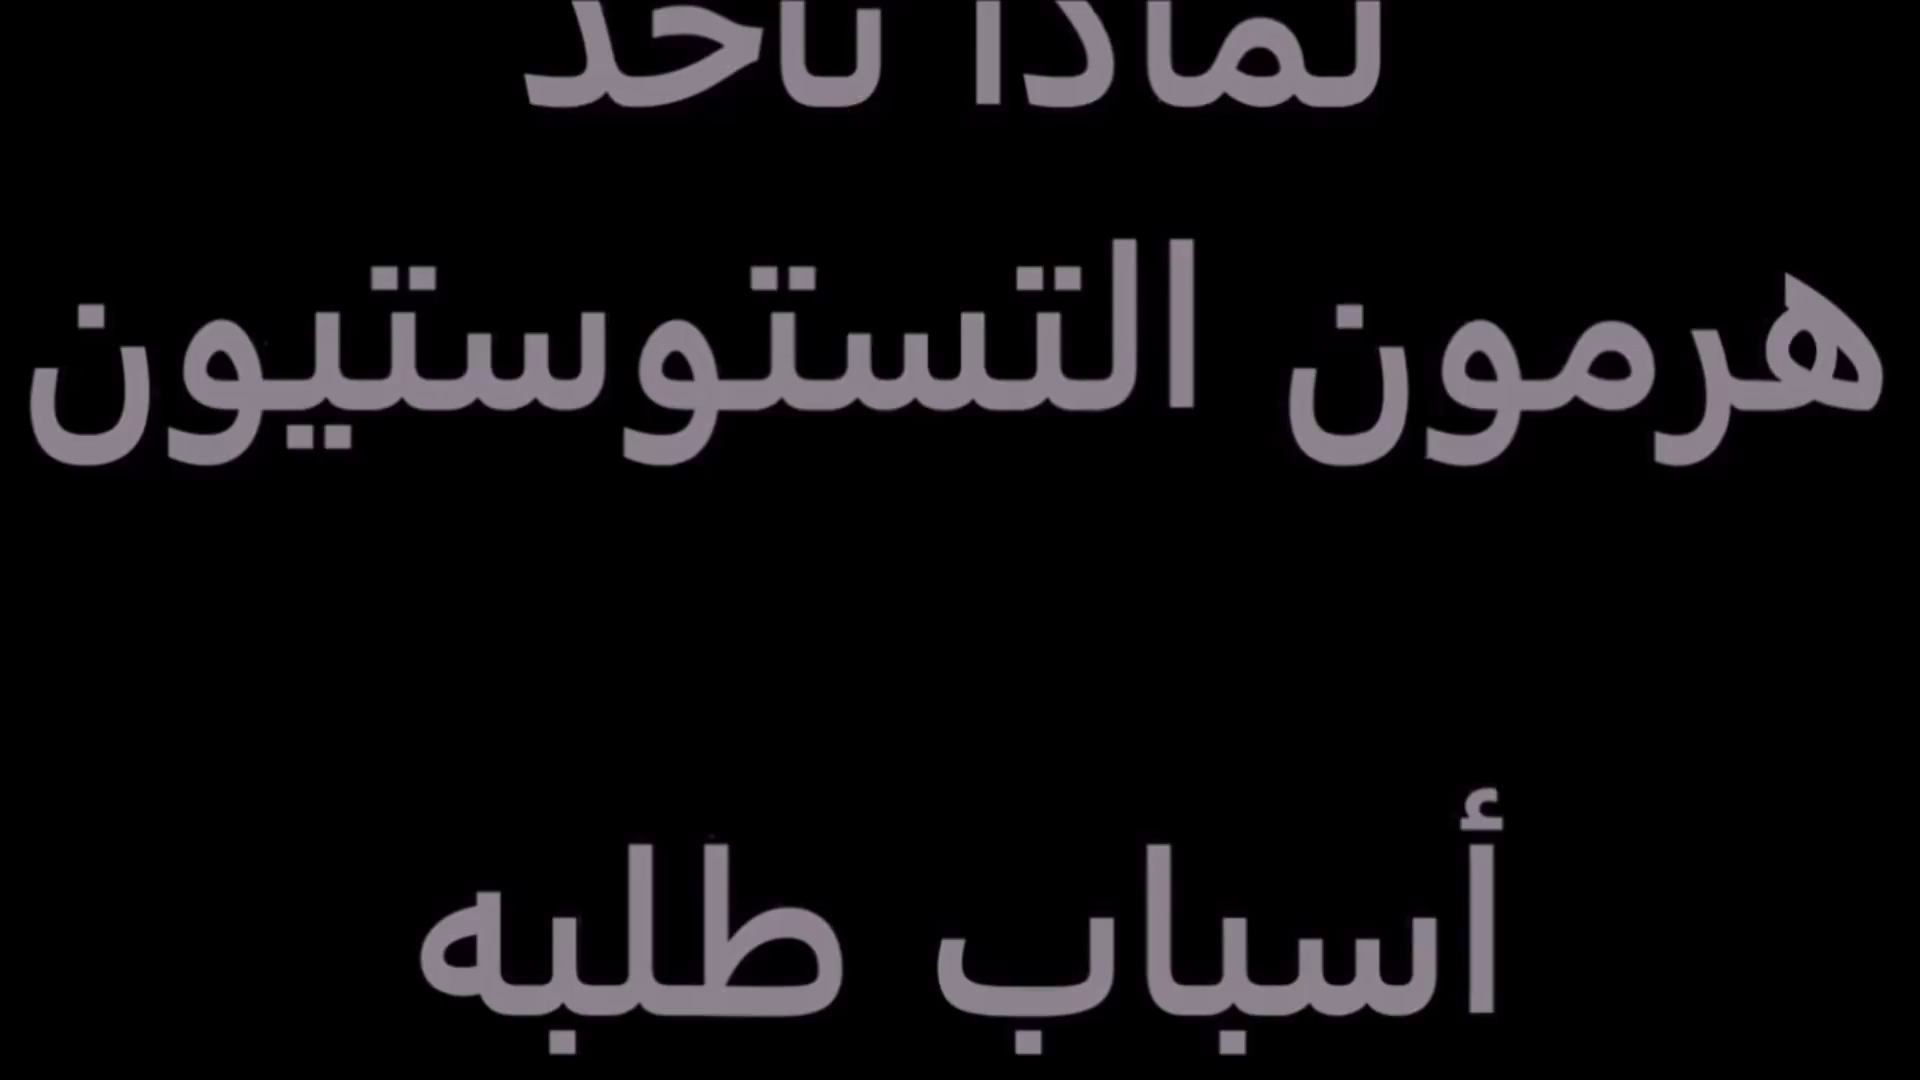 لماذا نأخذ
هرمون التستوستيون
أسباب طلبه